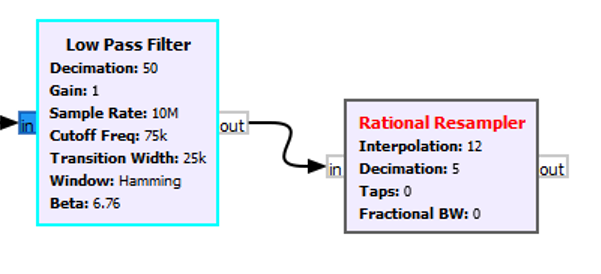 Low Pass Filter
Decimation: 50
Gain: 1
Sample Rate: 10M
in
Cutoff Freq: 75k
out
Transition Width: 25k
Window: Hamming
Beta: 6.76
Rational Resampler
Interpolation: 12
in
Decimation: 5
out
Taps: 0
Fractional BW: 0